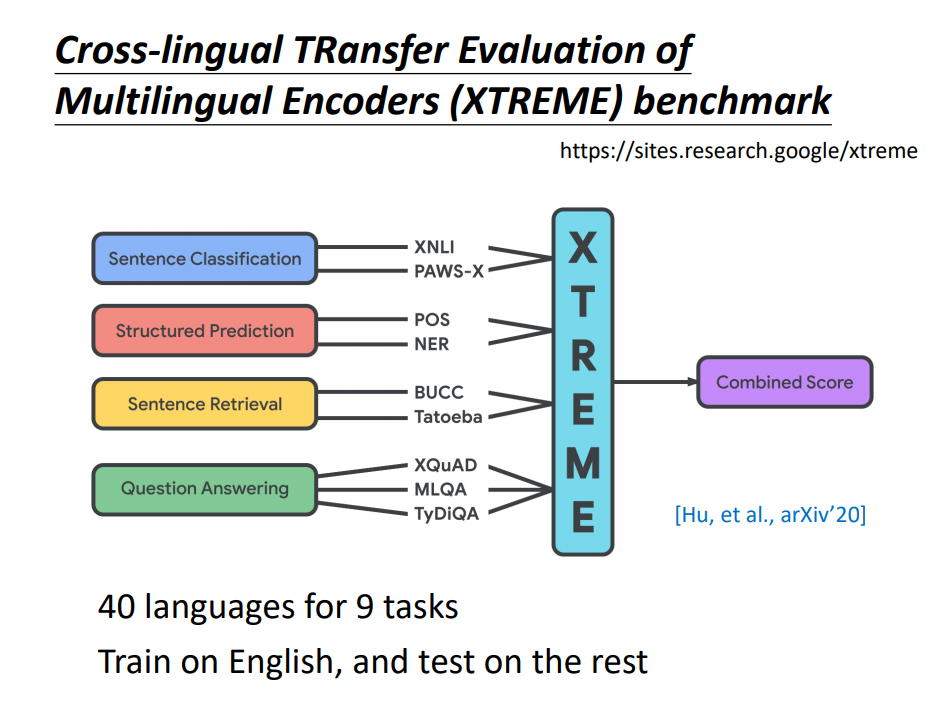 Cross-lingual TRansfer Evaluation of
Multilingual Encoders (XTREME) benchmark
https://sites.research.google/xtreme
Sentence Classification
XNLI
PAWS-X
Structured Prediction
POS
NER
Sentence Retrieval
BUCC
Tatoeba
Question Answering
XQuAD
MLQA
TyDiQA
X
T
R
E
M
E
Combined Score
[Hu, et al., arXiv’20]
40 languages for 9 tasks
Train on English, and test on the rest